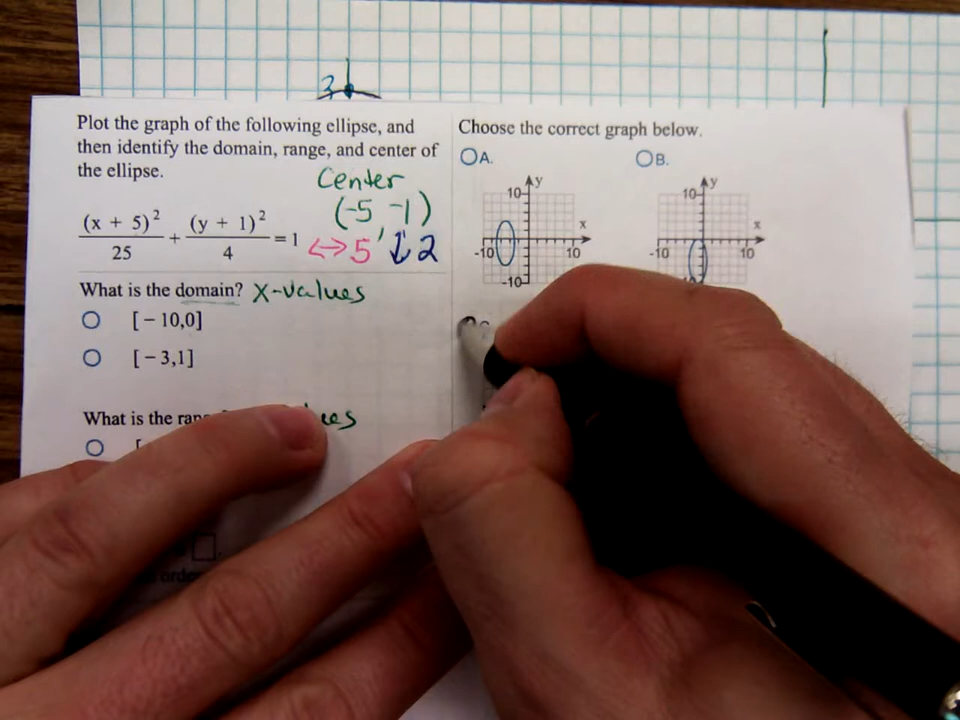 3
Plot the graph of the following ellipse, and
then identify the domain, range, and center of
the ellipse.
Center
(-5, -1)
(x + 5)² / 25 + (y + 1)² / 4 = 1
↔ 5 ↕ 2
What is the domain? X-values
[ - 10,0]
[ - 3,1]
What is the
Choose the correct graph below.
A.
B.
10
y
x
-10
10
-10
10
y
x
-10
10